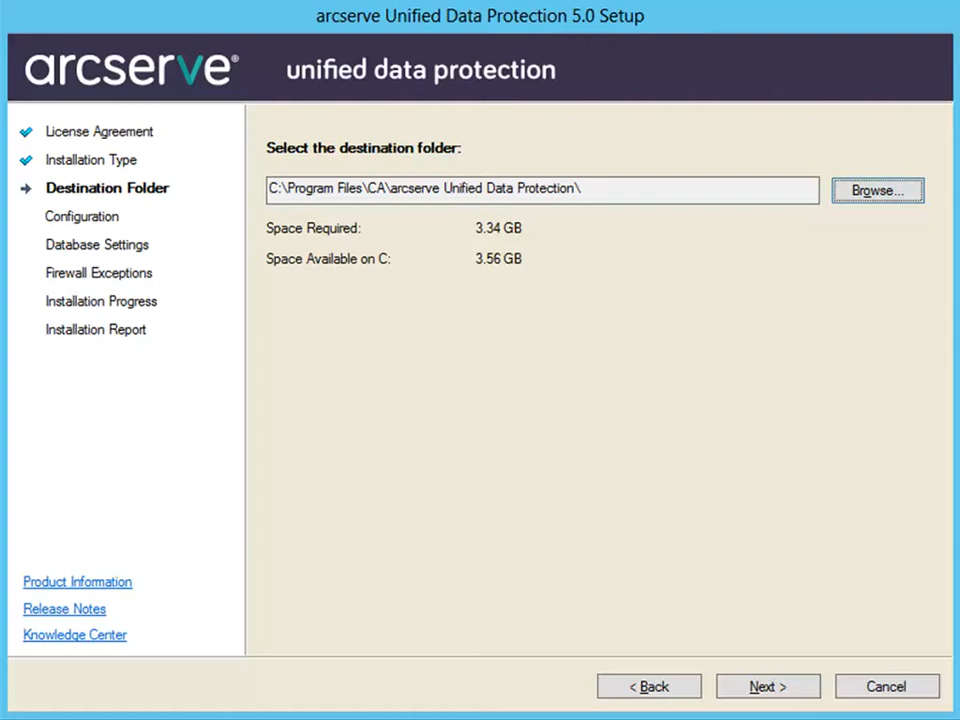 arcserve Unified Data Protection 5.0 Setup
arcserve® unified data protection
License Agreement
Installation Type
Destination Folder
Configuration
Database Settings
Firewall Exceptions
Installation Progress
Installation Report
Product Information
Release Notes
Knowledge Center
Select the destination folder:
C:\Program Files\CA\arcserve Unified Data Protection\
Browse...
Space Required: 3.34 GB
Space Available on C: 3.56 GB
< Back
Next >
Cancel